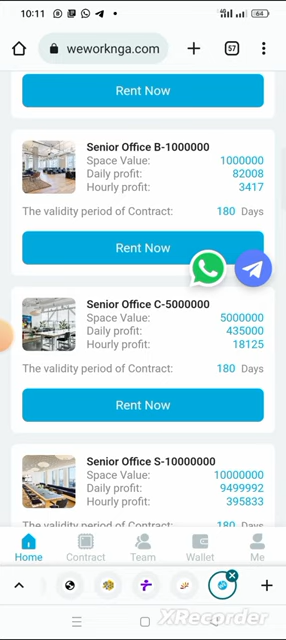 10:11
64
weworknga.com
57
Rent Now
Senior Office B-1000000
Space Value: 1000000
Daily profit: 82008
Hourly profit: 3417
The validity period of Contract: 180 Days
Rent Now
Senior Office C-5000000
Space Value: 5000000
Daily profit: 435000
Hourly profit: 18125
The validity period of Contract: 180 Days
Rent Now
Senior Office S-10000000
Space Value: 10000000
Daily profit: 9499992
Hourly profit: 395833
The validity period of Contract: 180 Days
Home Contract Team Wallet Me
XRecorder